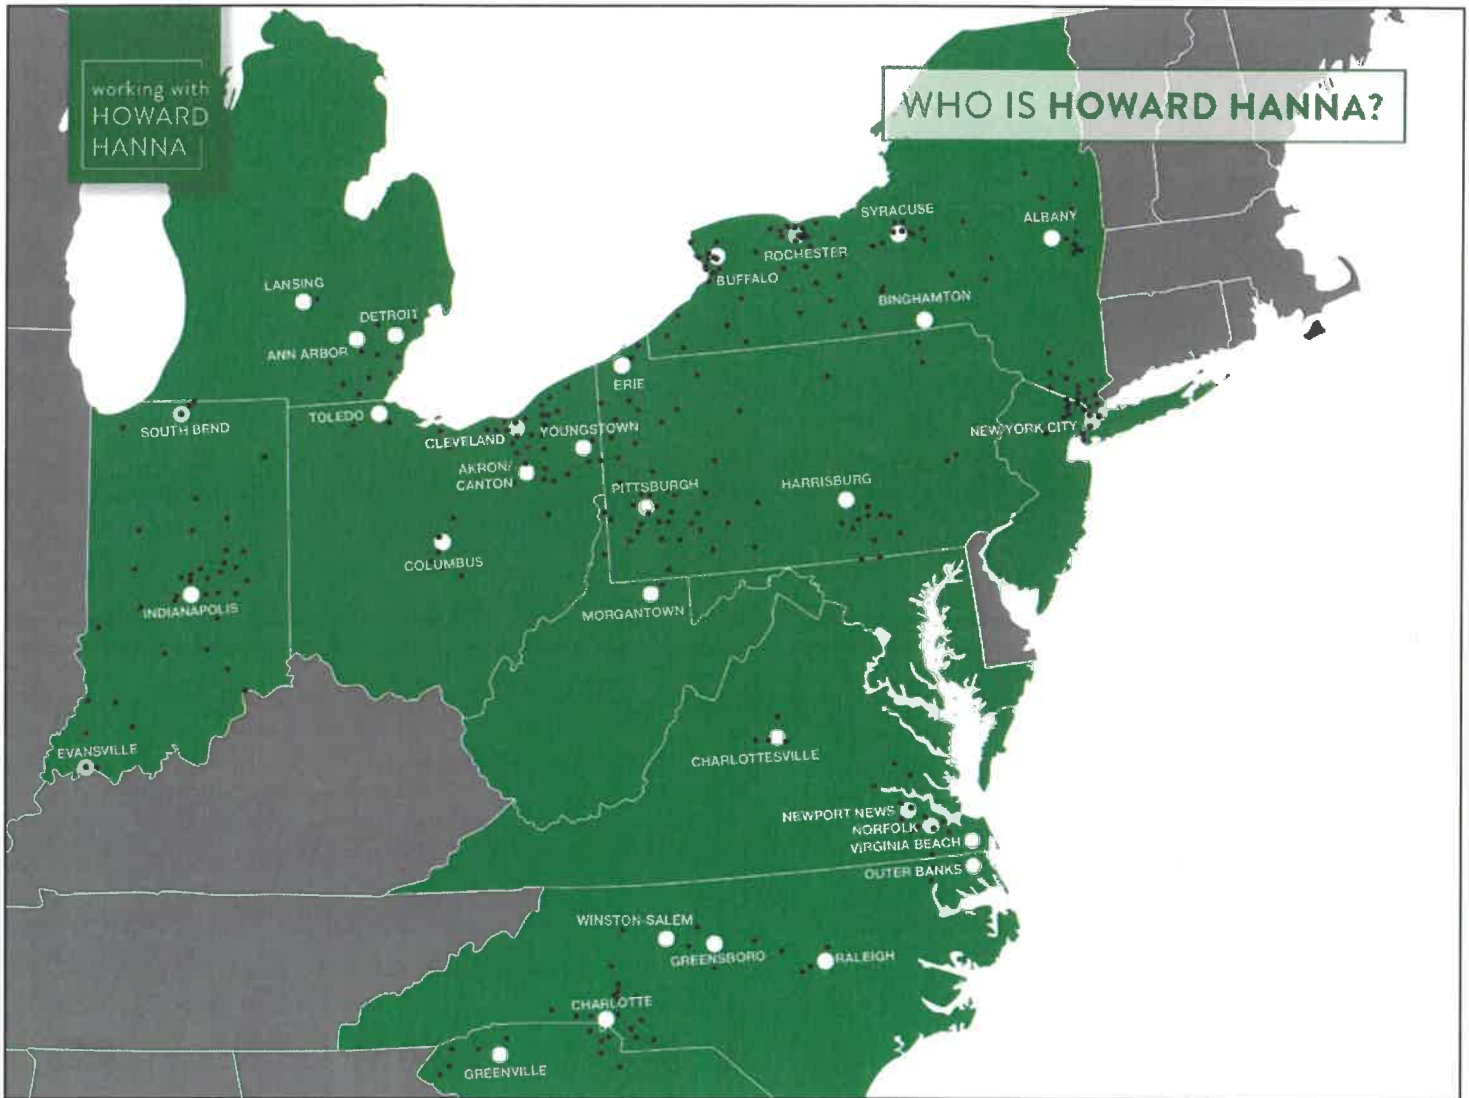 working with
HOWARD
HANNA
WHO IS HOWARD HANNA?
SYRACUSE
ALBANY
ROCHESTER
BUFFALO
LANSING
BINGHAMTON
DETROIT
ANN ARBOR
ERIE
TOLEDO
SOUTH BEND
CLEVELAND
YOUNGSTOWN
NEW YORK CITY
AKRON/
CANTON
PITTSBURGH
HARRISBURG
COLUMBUS
INDIANAPOLIS
MORGANTOWN
EVANSVILLE
CHARLOTTESVILLE
NEWPORT NEWS
NORFOLK
VIRGINIA BEACH
OUTER BANKS
WINSTON-SALEM
GREENSBORO
RALEIGH
CHARLOTTE
GREENVILLE